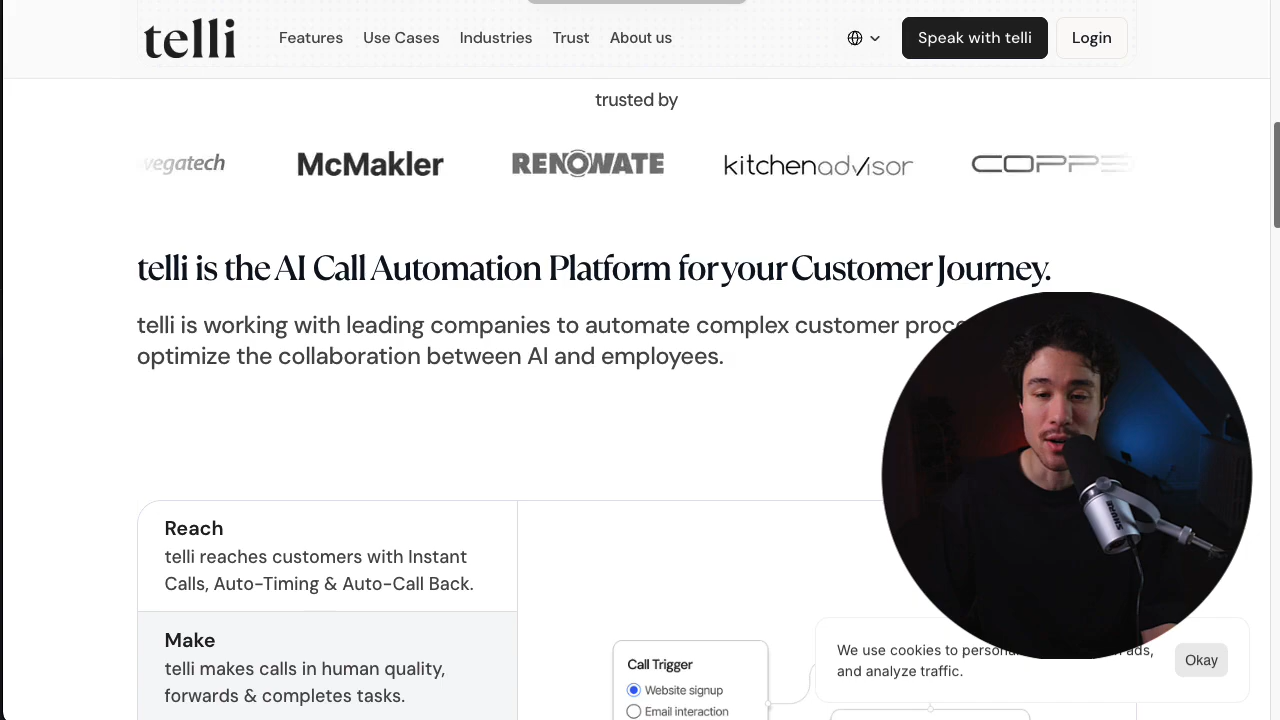 telli
Features Use Cases Industries Trust About us
Speak with telli
Login
trusted by
vegatech McMakler RENOWATE kitchenadvisor
telli is the AI Call Automation Platform for your Customer Journey.
telli is working with leading companies to automate complex customer
optimize the collaboration between AI and employees.
Reach
telli reaches customers with Instant
Calls, Auto-Timing & Auto-Call Back.
Make
telli makes calls in human quality,
forwards & completes tasks.
Call Trigger
Website signup
Email interaction
SHURE
We use cookies to ads,
and analyze traffic.
Okay